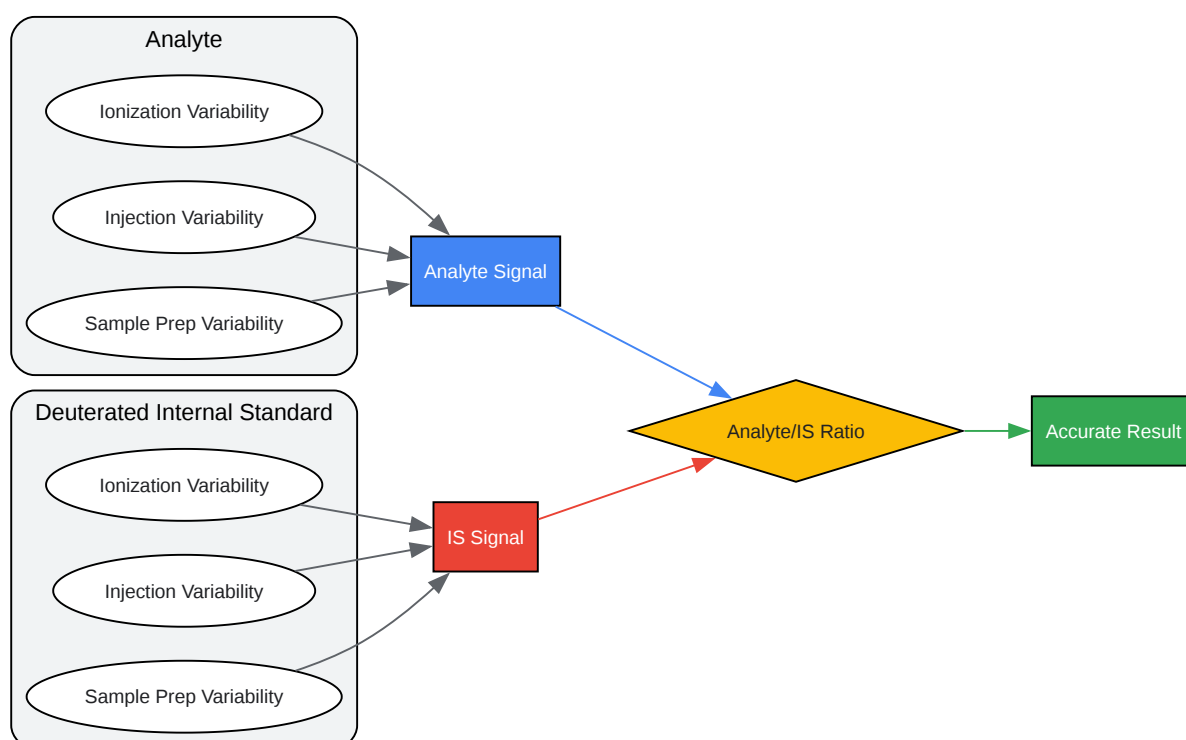 Analyte
Ionization Variability
Injection Variability
Sample Prep Variability
Analyte Signal
Deuterated Internal Standard
Ionization Variability
Injection Variability
Sample Prep Variability
IS Signal
Analyte/IS Ratio
Accurate Result